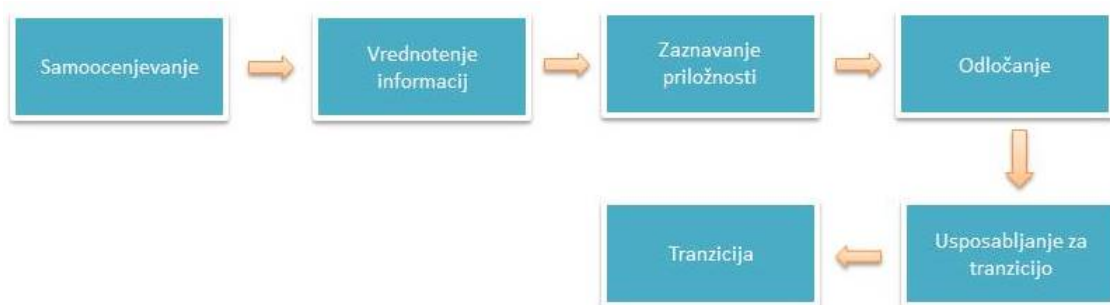 Samoocenjevanje
Vrednotenje
informacij
Zaznavanje
priložnosti
Odločanje
Usposabljanje za
tranzicijo
Tranzicija